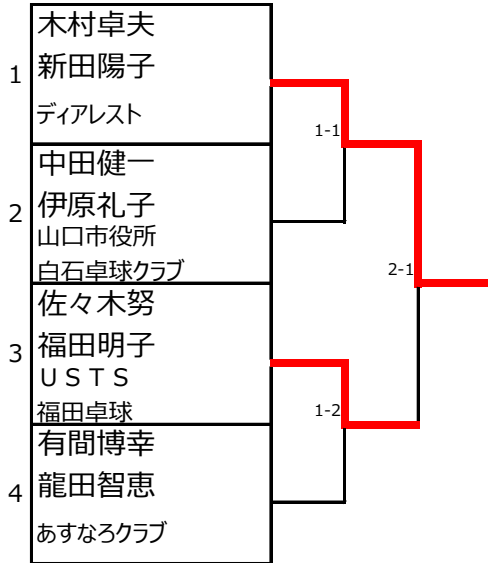 1
木村卓夫
新田陽子
ディアレスト
1-1
2
中田健一
伊原礼子
山口市役所
白石卓球クラブ
2-1
3
佐々木努
福田明子
ＵＳＴＳ
福田卓球
1-2
4
有間博幸
龍田智恵
あすなろクラブ